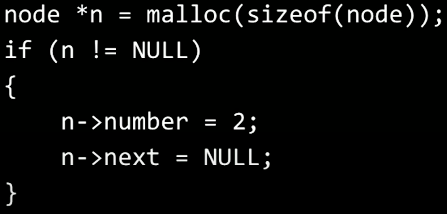 node *n = malloc(sizeof(node));
if (n != NULL)
{
    n->number = 2;
    n->next = NULL;
}